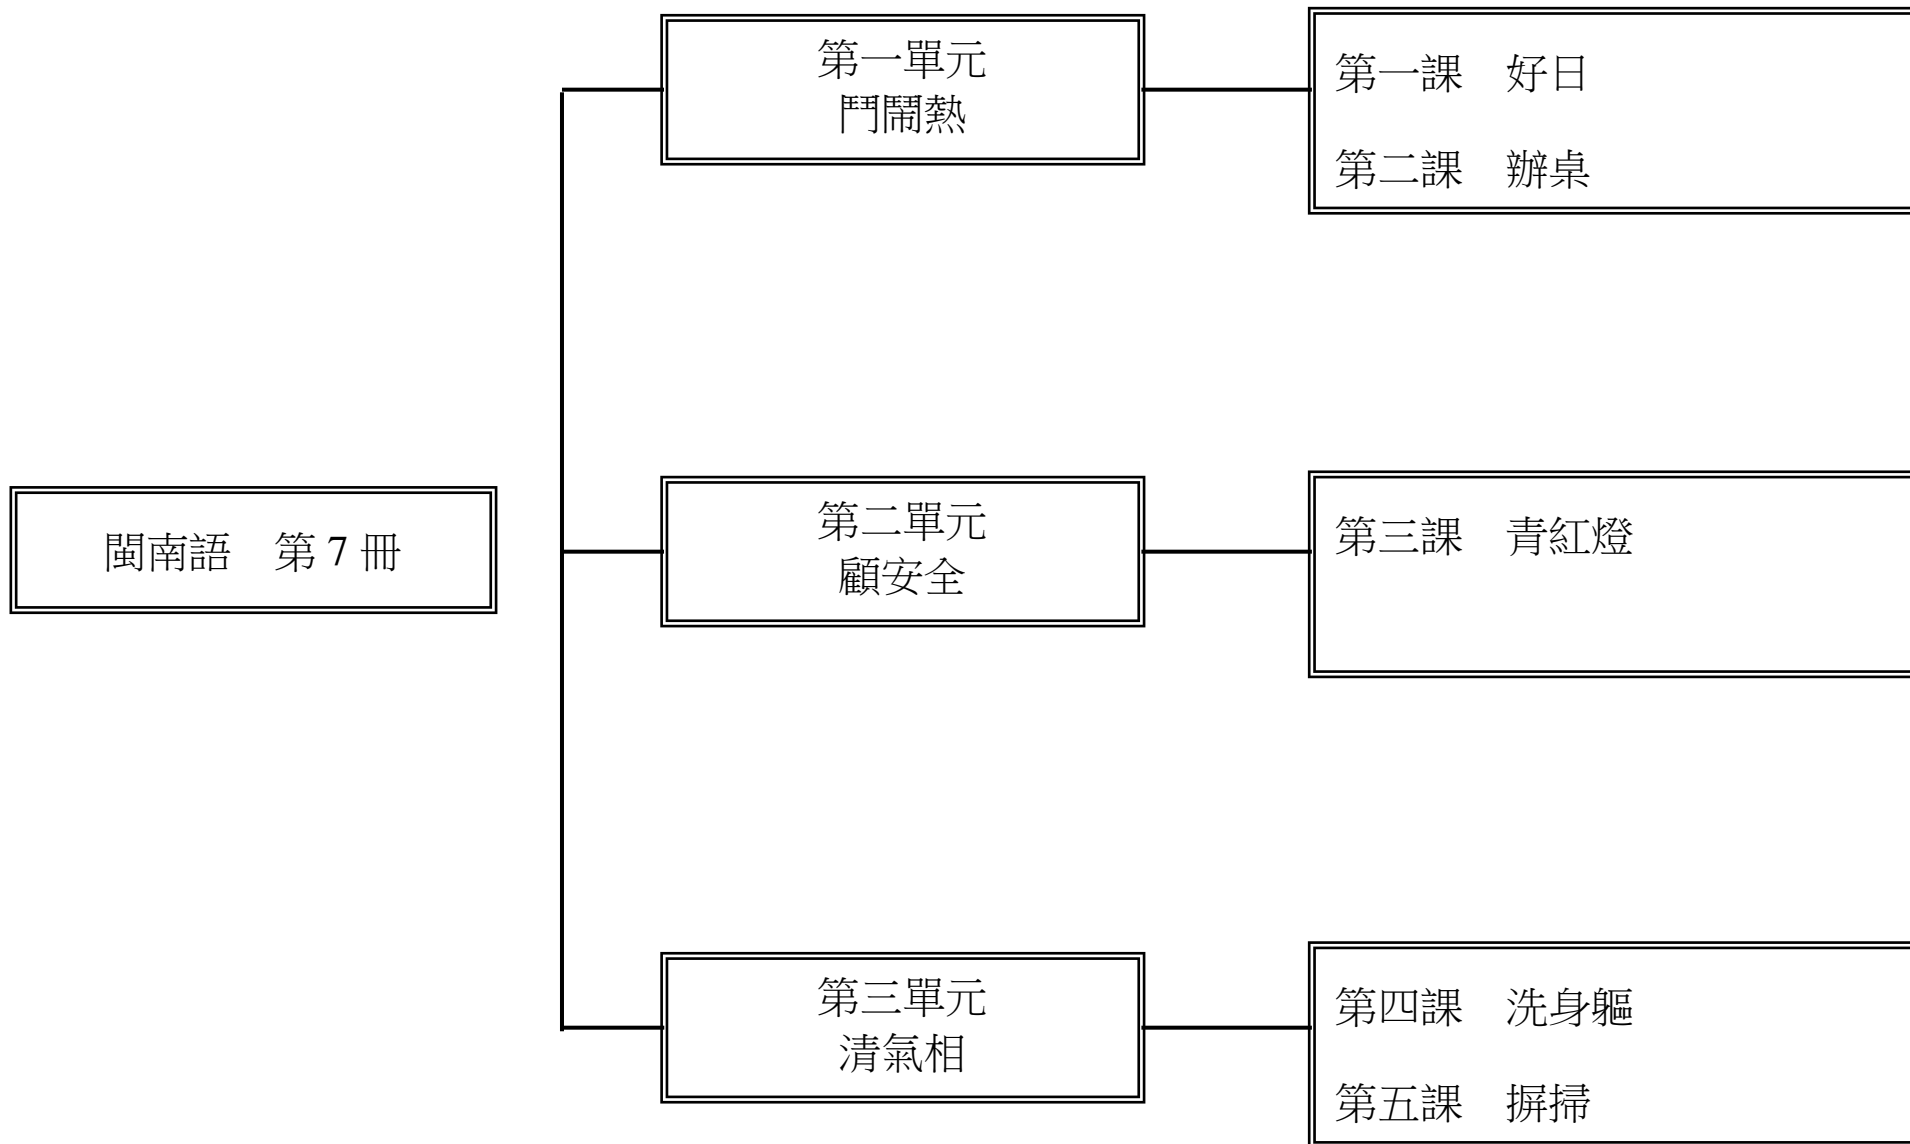 閩南語　第 7 冊
第一單元
鬥鬧熱
第一課　好日
第二課　辦桌
第二單元
顧安全
第三課　青紅燈
第三單元
清氣相
第四課　洗身軀
第五課　摒掃